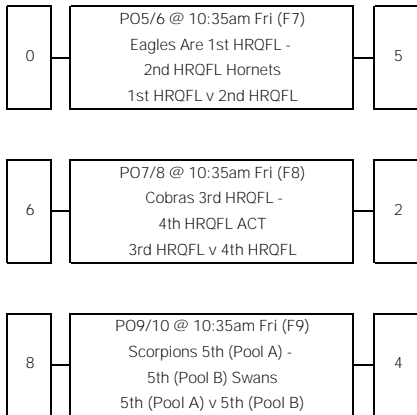 PO5/6 @ 10:35am Fri (F7)
0
Eagles Are 1st HRQFL -
2nd HRQFL Hornets
5
1st HRQFL v 2nd HRQFL
PO7/8 @ 10:35am Fri (F8)
6
Cobras 3rd HRQFL -
4th HRQFL ACT
2
3rd HRQFL v 4th HRQFL
PO9/10 @ 10:35am Fri (F9)
8
Scorpions 5th (Pool A) -
5th (Pool B) Swans
4
5th (Pool A) v 5th (Pool B)